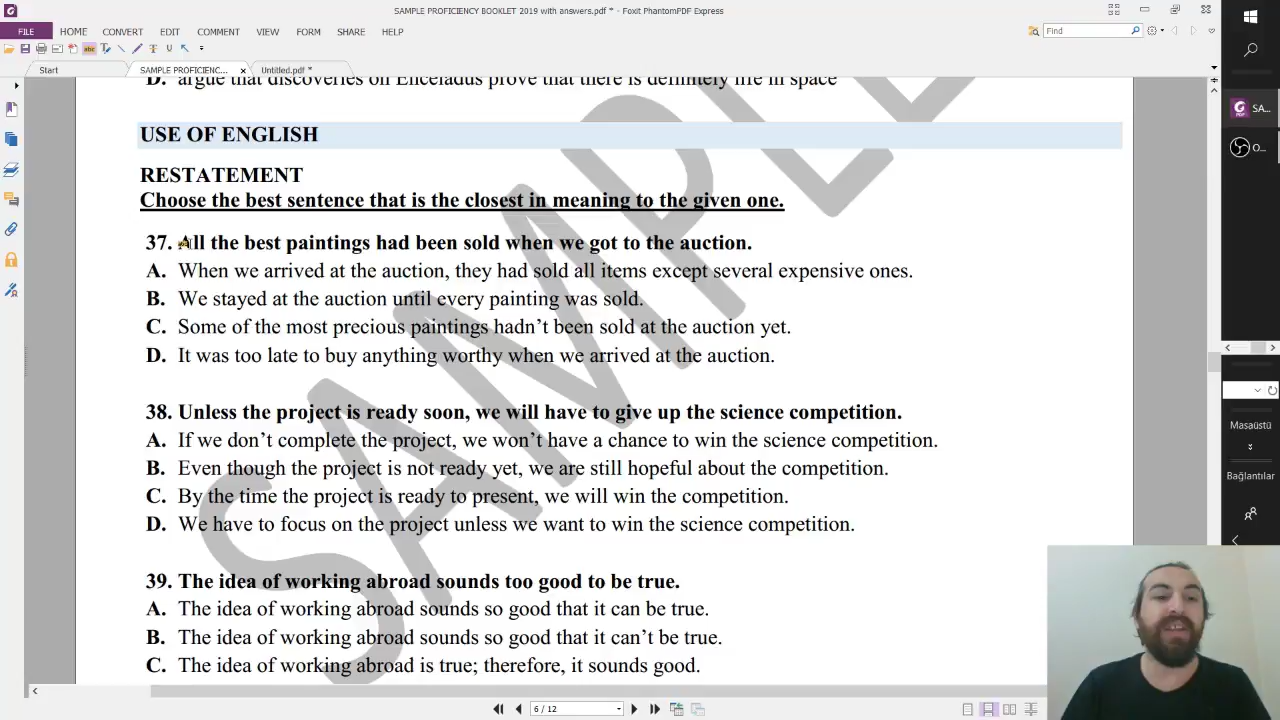 SAMPLE PROFICIENCY BOOKLET 2019 with answers.pdf * - Foxit PhantomPDF Express
FILE HOME CONVERT EDIT COMMENT VIEW FORM SHARE HELP
Find
Start SAMPLE PROFICIENC... Untitled.pdf *
D. argue that discoveries on Enceladus prove that there is definitely life in space
USE OF ENGLISH
RESTATEMENT
Choose the best sentence that is the closest in meaning to the given one.
37. All the best paintings had been sold when we got to the auction.
A. When we arrived at the auction, they had sold all items except several expensive ones.
B. We stayed at the auction until every painting was sold.
C. Some of the most precious paintings hadn't been sold at the auction yet.
D. It was too late to buy anything worthy when we arrived at the auction.
38. Unless the project is ready soon, we will have to give up the science competition.
A. If we don't complete the project, we won't have a chance to win the science competition.
B. Even though the project is not ready yet, we are still hopeful about the competition.
C. By the time the project is ready to present, we will win the competition.
D. We have to focus on the project unless we want to win the science competition.
39. The idea of working abroad sounds too good to be true.
A. The idea of working abroad sounds so good that it can be true.
B. The idea of working abroad sounds so good that it can't be true.
C. The idea of working abroad is true; therefore, it sounds good.
SAMPLE
6 / 12
SA...
O...
Masaüstü
Bağlantılar